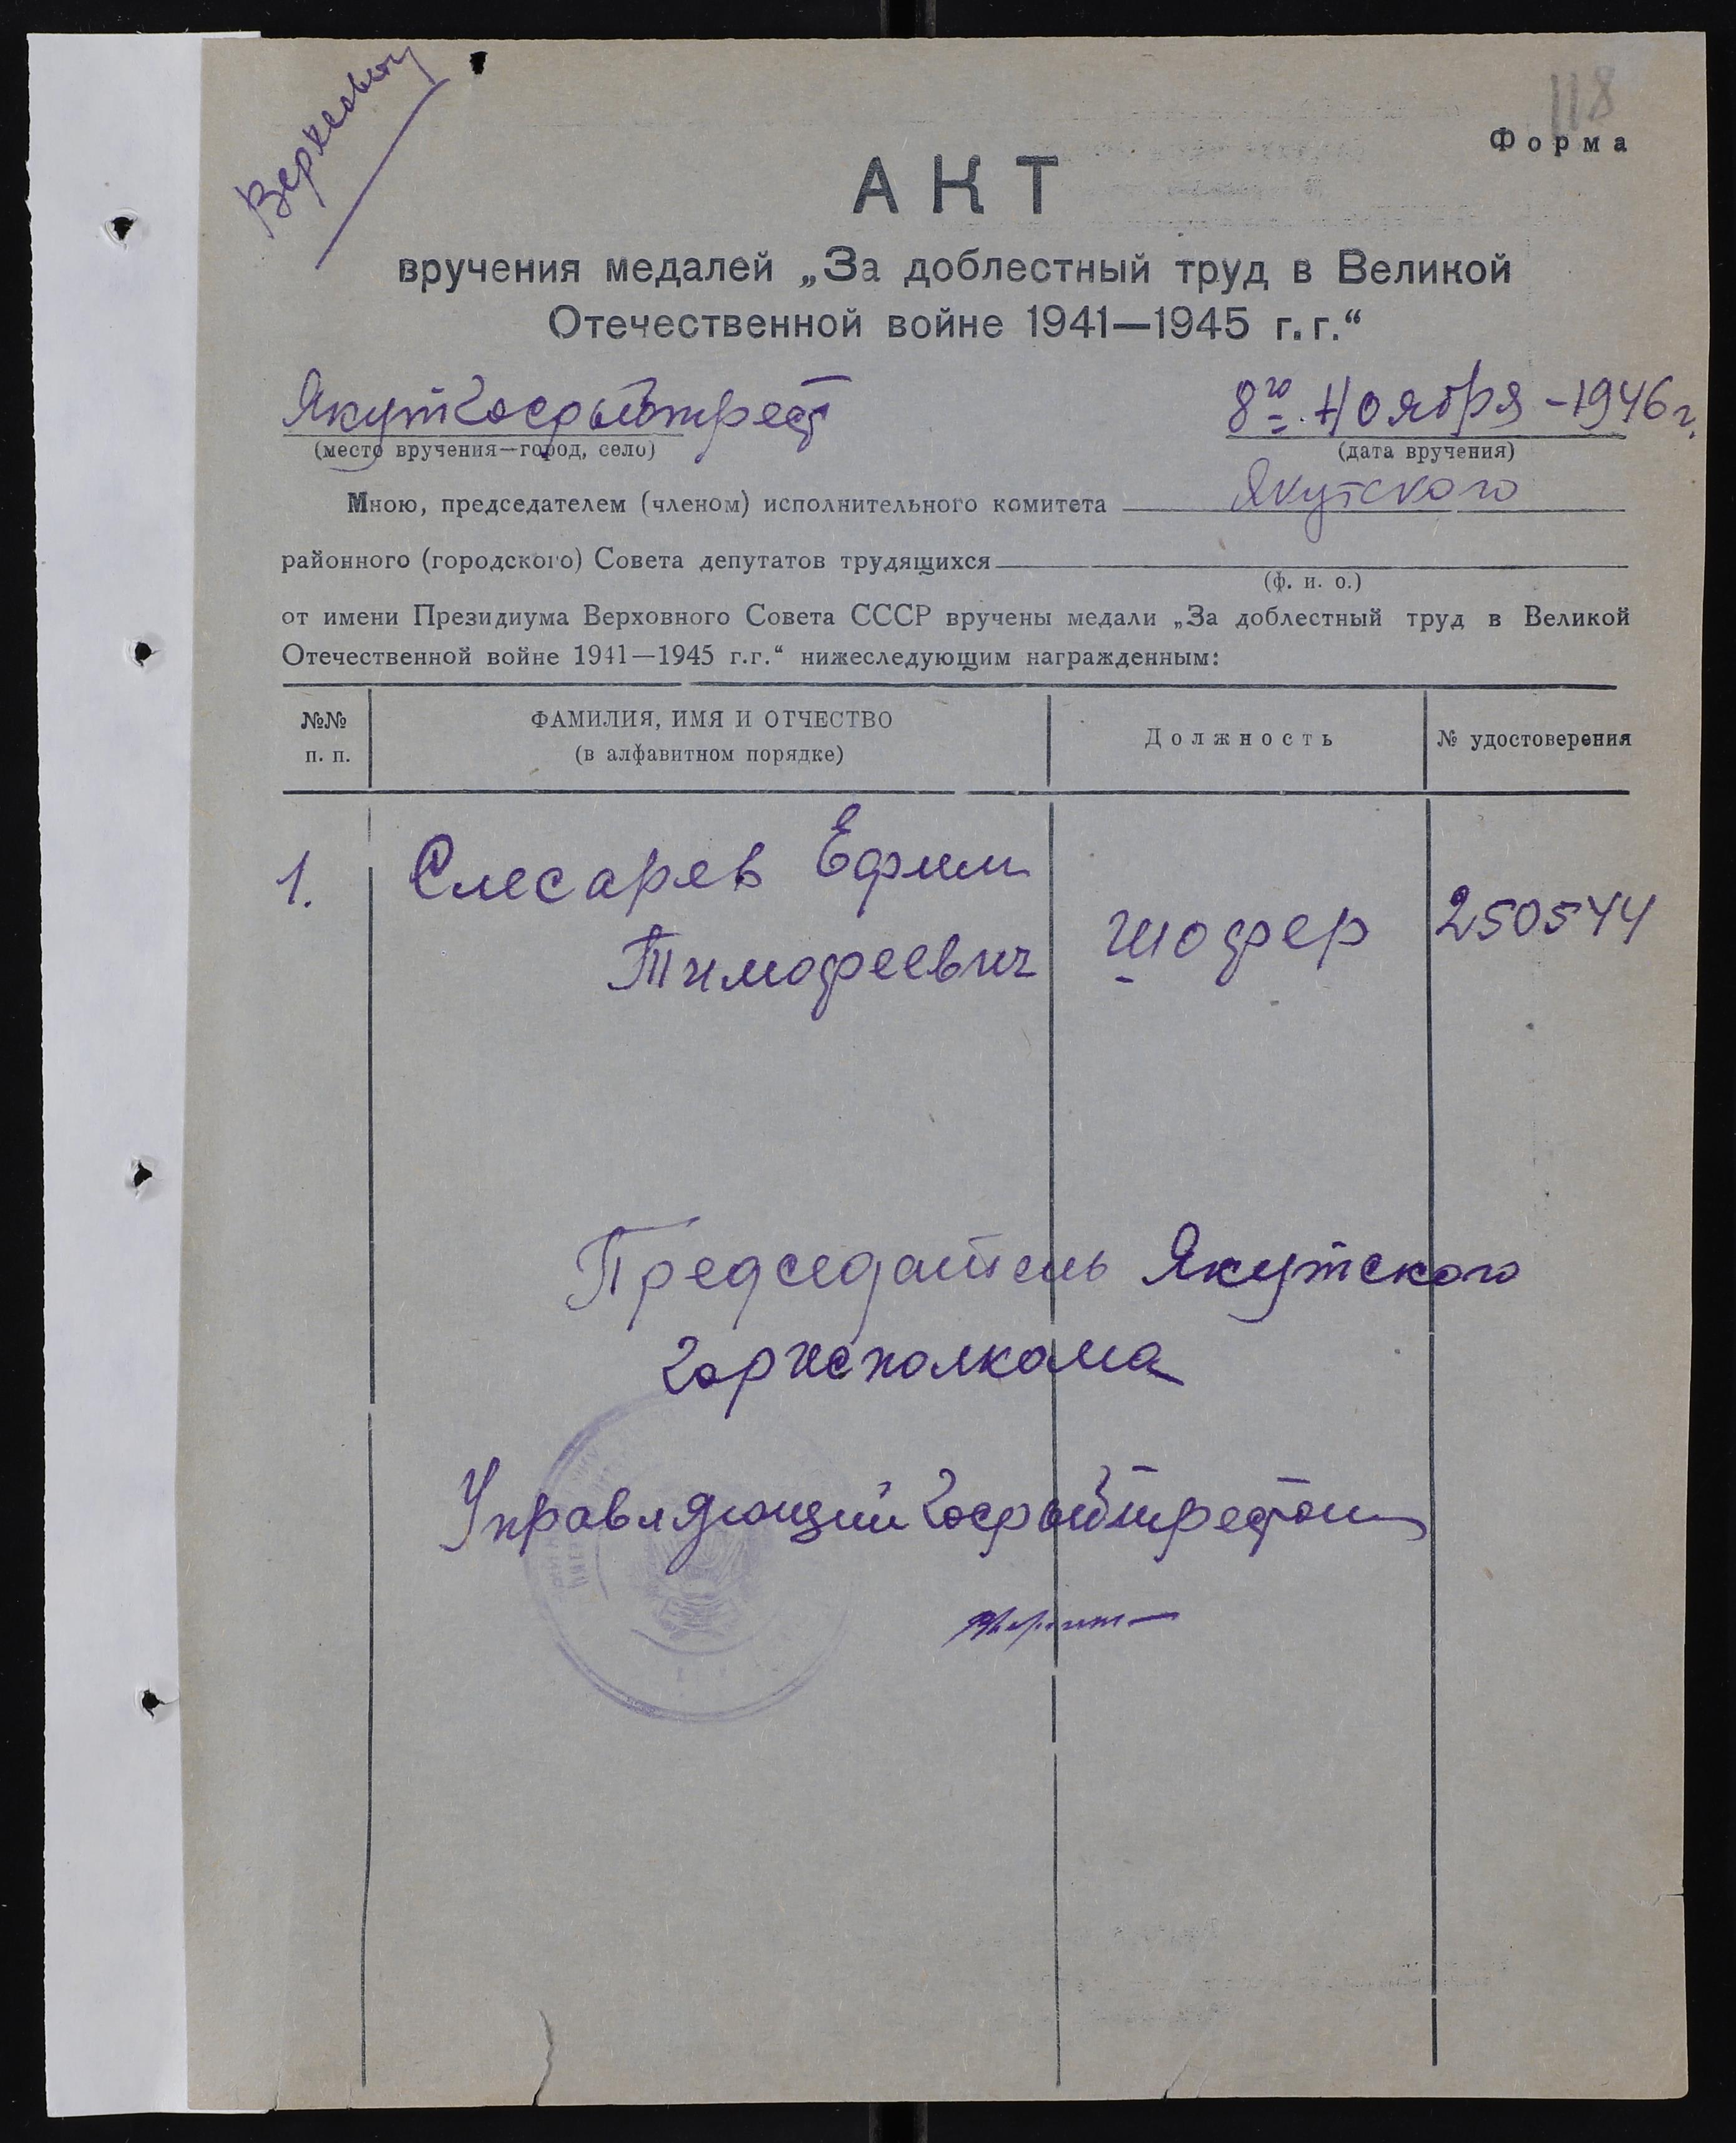 118
Форма
АКТ
вручения медалей „За доблестный труд в Великой
Отечественной войне 1941—1945 г.г.“
Якутгосрыбтрест
8го Ноября - 1946 г.
(место вручения—город, село)
(дата вручения)
Мною, председателем (членом) исполнительного комитета Якутского
районного (городского) Совета депутатов трудящихся
(ф. и. о.)
от имени Президиума Верховного Совета СССР вручены медали „За доблестный труд в Великой
Отечественной войне 1941—1945 г.г.“ нижеследующим награжденным:
№№ п. п.
ФАМИЛИЯ, ИМЯ И ОТЧЕСТВО
(в алфавитном порядке)
Должность
№ удостоверения
1. Слесарев Ефим
Тимофеевич
шофер
250544
Председатель Якутского
Горисполкома
Управляющий Госрыбтрестом